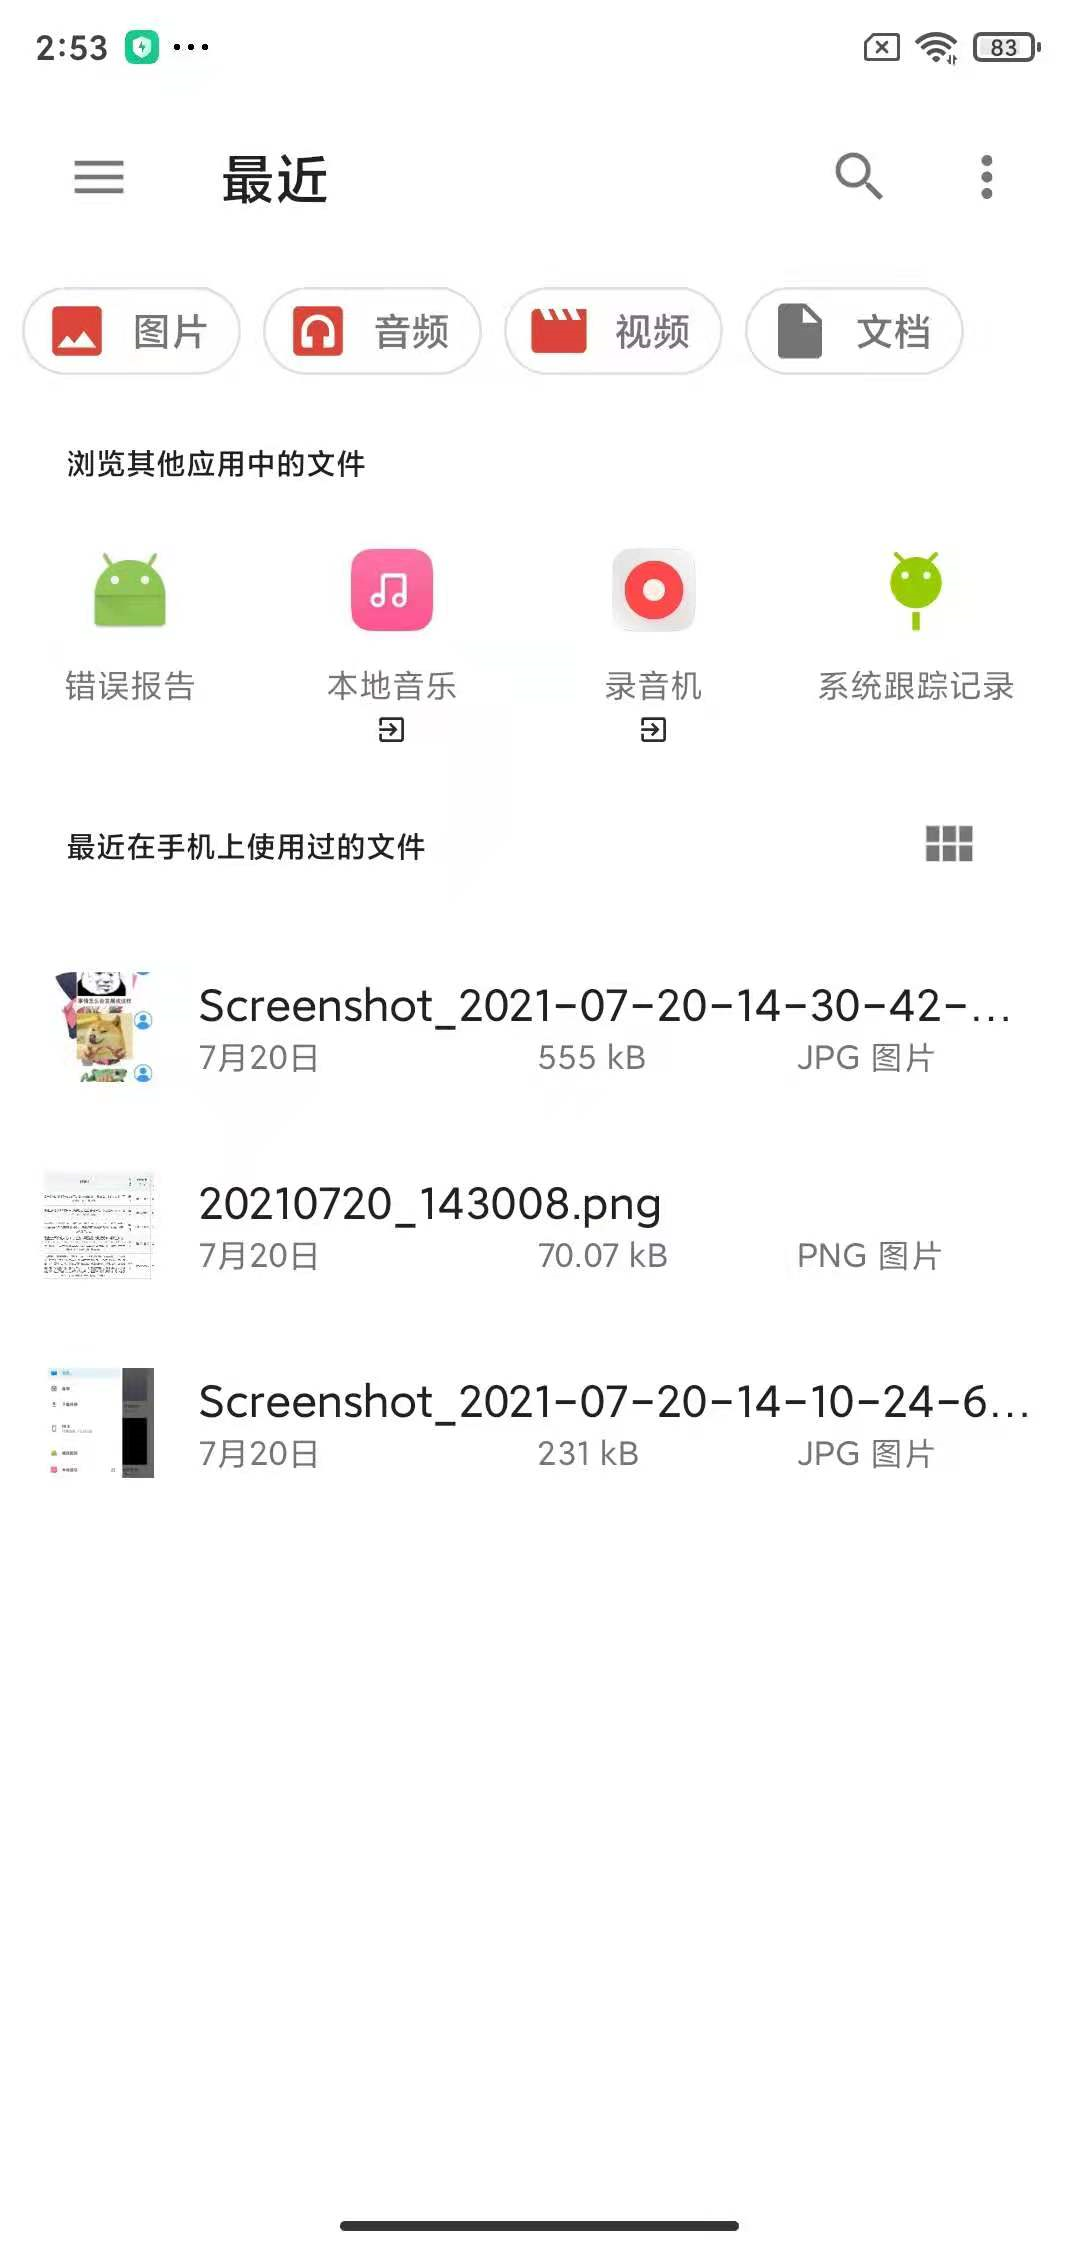 2:53
83
最近
图片
音频
视频
文档
浏览其他应用中的文件
错误报告
本地音乐
录音机
系统跟踪记录
最近在手机上使用过的文件
Screenshot_2021-07-20-14-30-42-...
7月20日 555 kB JPG 图片
20210720_143008.png
7月20日 70.07 kB PNG 图片
Screenshot_2021-07-20-14-10-24-6...
7月20日 231 kB JPG 图片